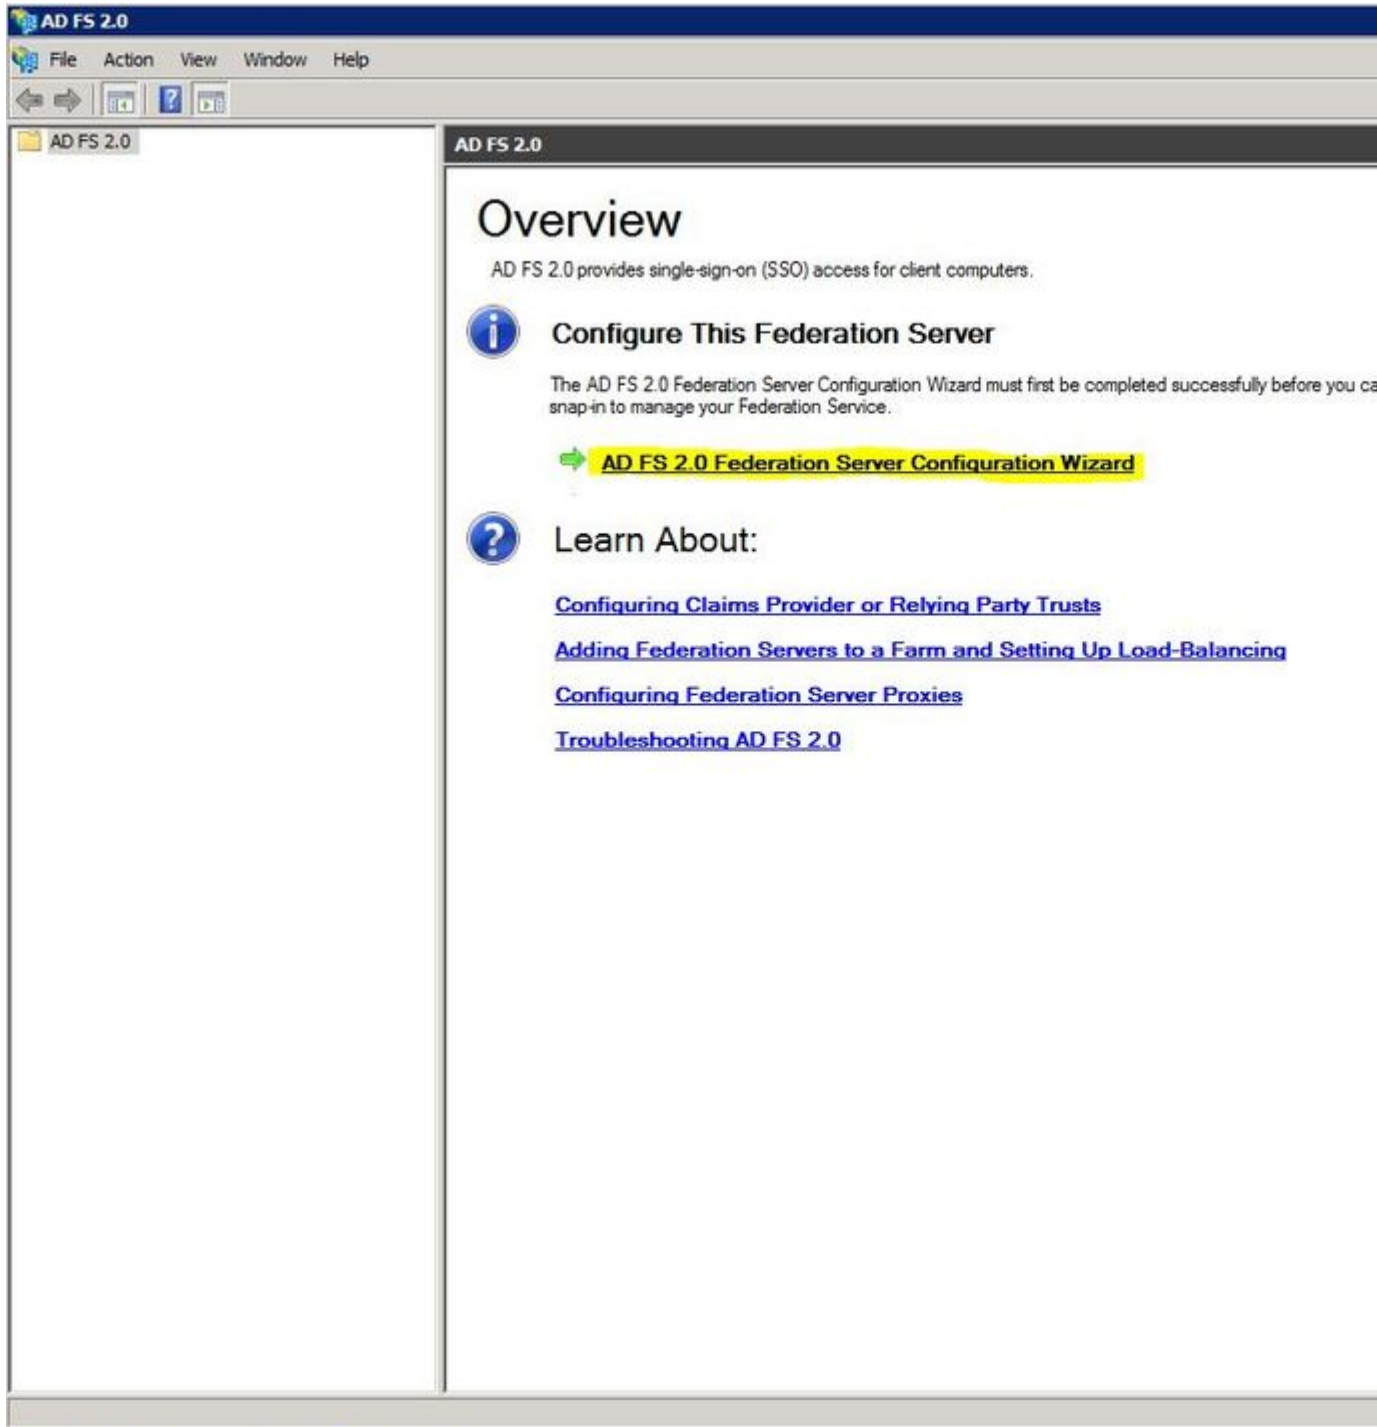 AD FS 2.0
File Action View Window Help
AD FS 2.0
AD FS 2.0
Overview
AD FS 2.0 provides single-sign-on (SSO) access for client computers.
Configure This Federation Server
The AD FS 2.0 Federation Server Configuration Wizard must first be completed successfully before you ca
snap-in to manage your Federation Service.
AD FS 2.0 Federation Server Configuration Wizard
Learn About:
Configuring Claims Provider or Relying Party Trusts
Adding Federation Servers to a Farm and Setting Up Load-Balancing
Configuring Federation Server Proxies
Troubleshooting AD FS 2.0